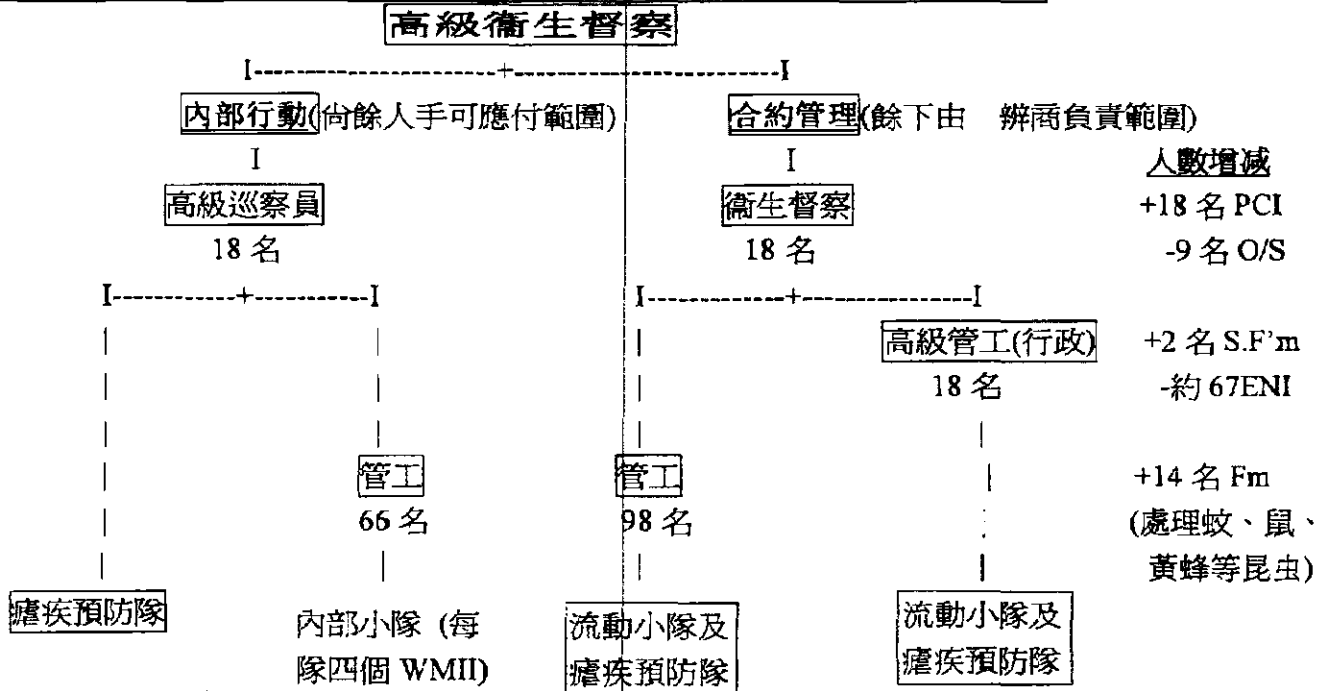 高級衞生督察
內部行動(尚餘人手可應付範圍) 合約管理(餘下由 辦商負責範圍)
人數增減
高級巡察員 衞生督察 +18 名 PCI
18 名 18 名 -9 名 O/S
高級管工(行政) +2 名 S.F'm
18 名 -約 67ENI
管工 管工 +14 名 Fm
66 名 98 名 (處理蚊、鼠、
黃蜂等昆虫)
瘧疾預防隊 內部小隊 (每 流動小隊及 流動小隊及
隊四個 WMII) 瘧疾預防隊 瘧疾預防隊